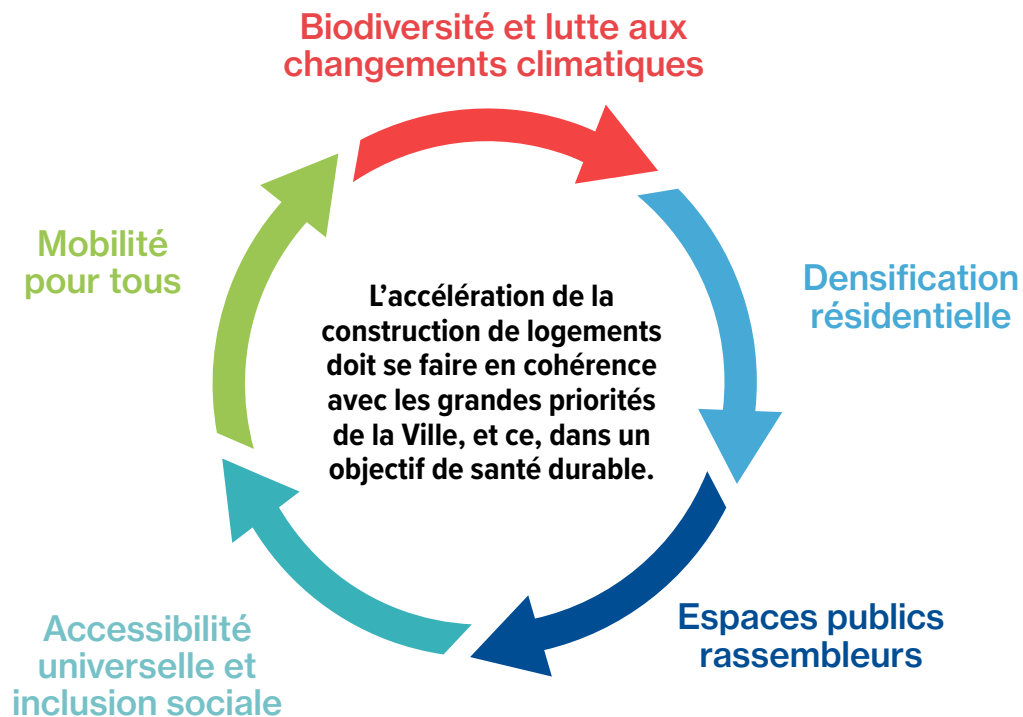 Biodiversité et lutte aux
changements climatiques
Mobilité
pour tous
Densification
résidentielle
L’accélération de la
construction de logements
doit se faire en cohérence
avec les grandes priorités
de la Ville, et ce, dans un
objectif de santé durable.
Espaces publics
rassembleurs
Accessibilité
universelle et
inclusion sociale